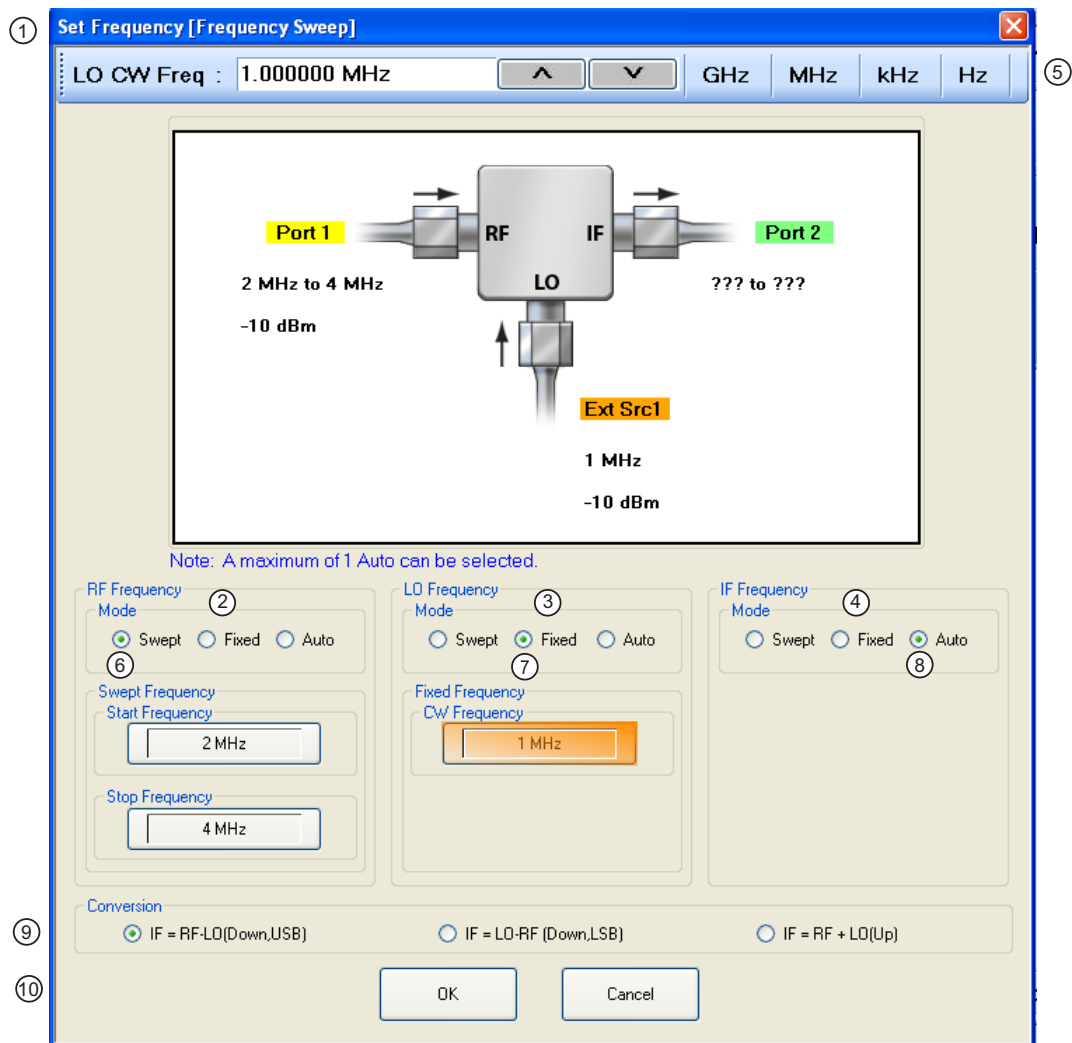 ① Set Frequency [Frequency Sweep]
LO CW Freq : 1.000000 MHz ^ v GHz MHz kHz Hz ⑤
Port 1 RF IF Port 2
2 MHz to 4 MHz LO ??? to ???
-10 dBm
Ext Src1
1 MHz
-10 dBm
Note: A maximum of 1 Auto can be selected.
RF Frequency ② LO Frequency ③ IF Frequency ④
Mode Mode Mode
Swept Fixed Auto Swept Fixed Auto Swept Fixed Auto
⑥ ⑦ ⑧
Swept Frequency Fixed Frequency
Start Frequency CW Frequency
2 MHz 1 MHz
Stop Frequency
4 MHz
Conversion
⑨ IF = RF-LO(Down,USB) IF = LO-RF (Down,LSB) IF = RF + LO(Up)
⑩ OK Cancel